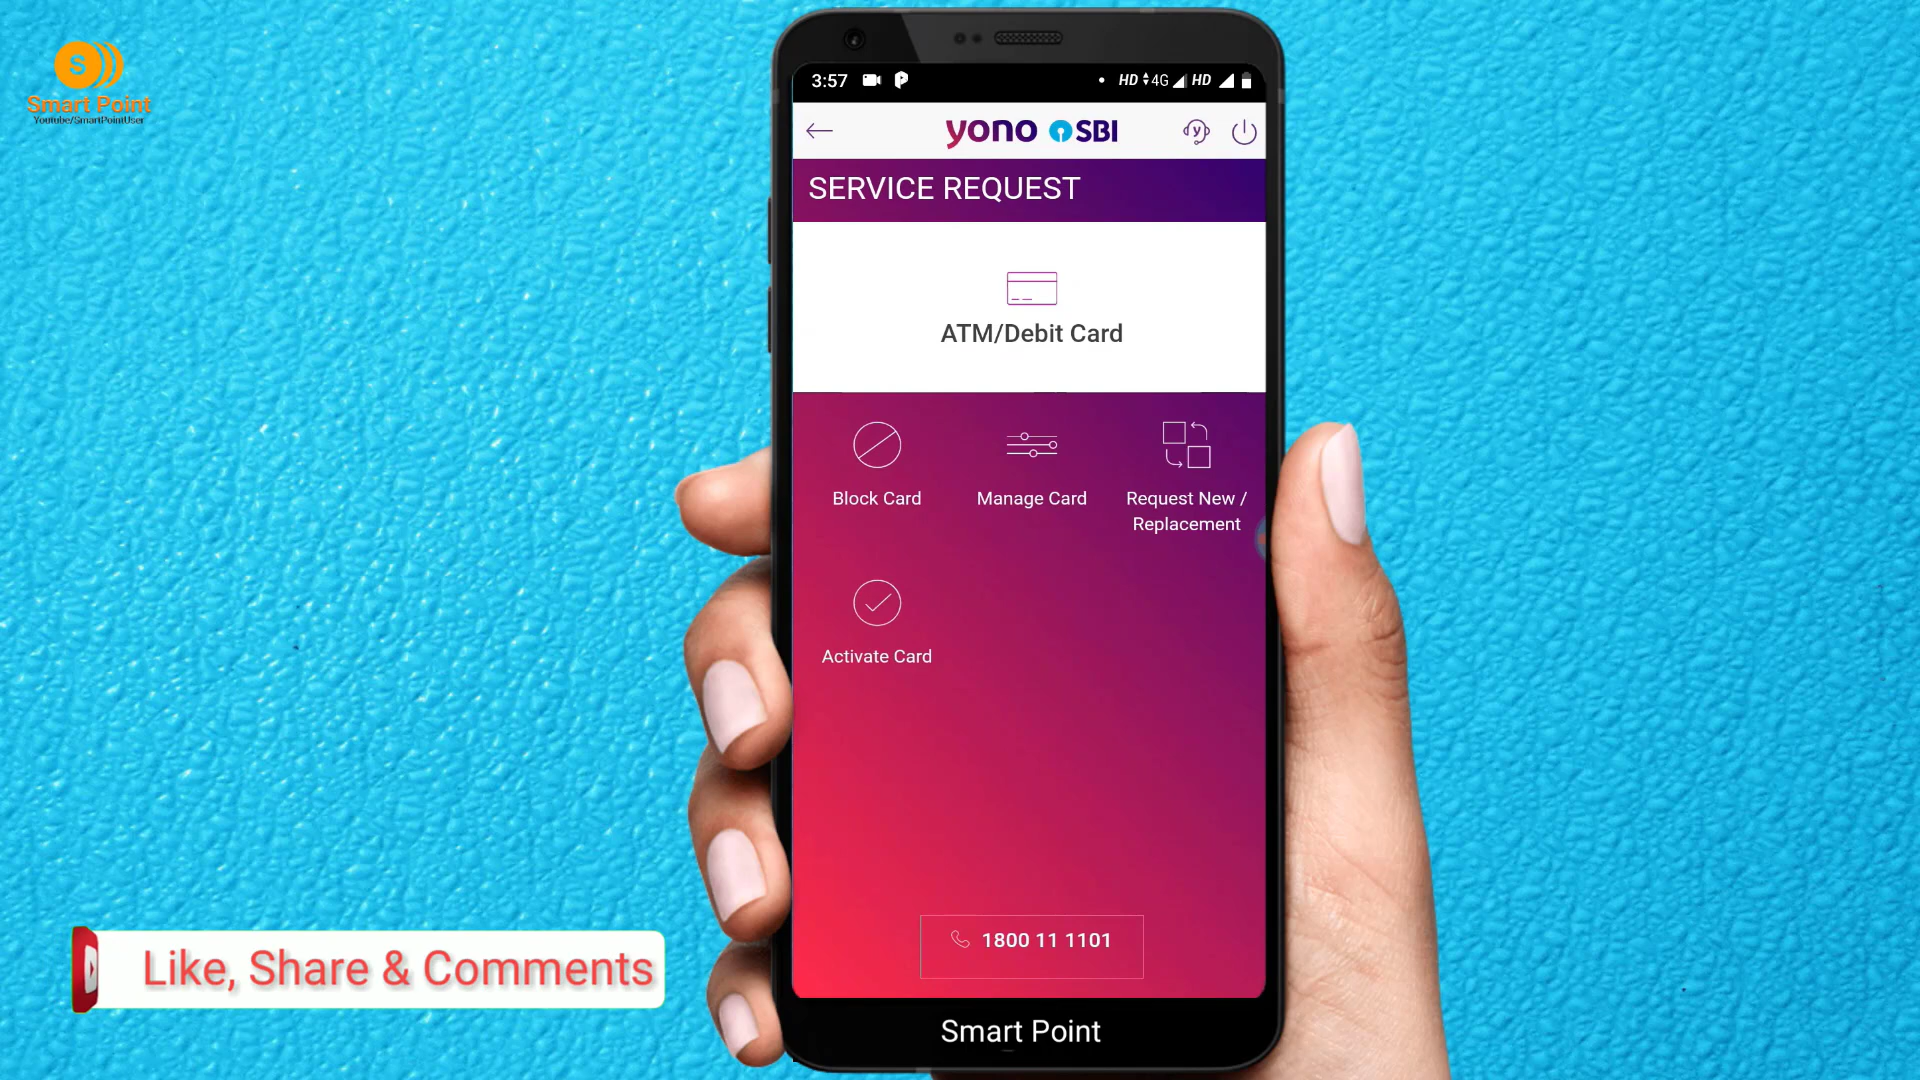 S
Smart Point
Youtube/SmartPointUser
3:57
HD 4G HD
yono SBI
y
SERVICE REQUEST
ATM/Debit Card
Block Card
Manage Card
Request New /
Replacement
Activate Card
1800 11 1101
Like, Share & Comments
Smart Point